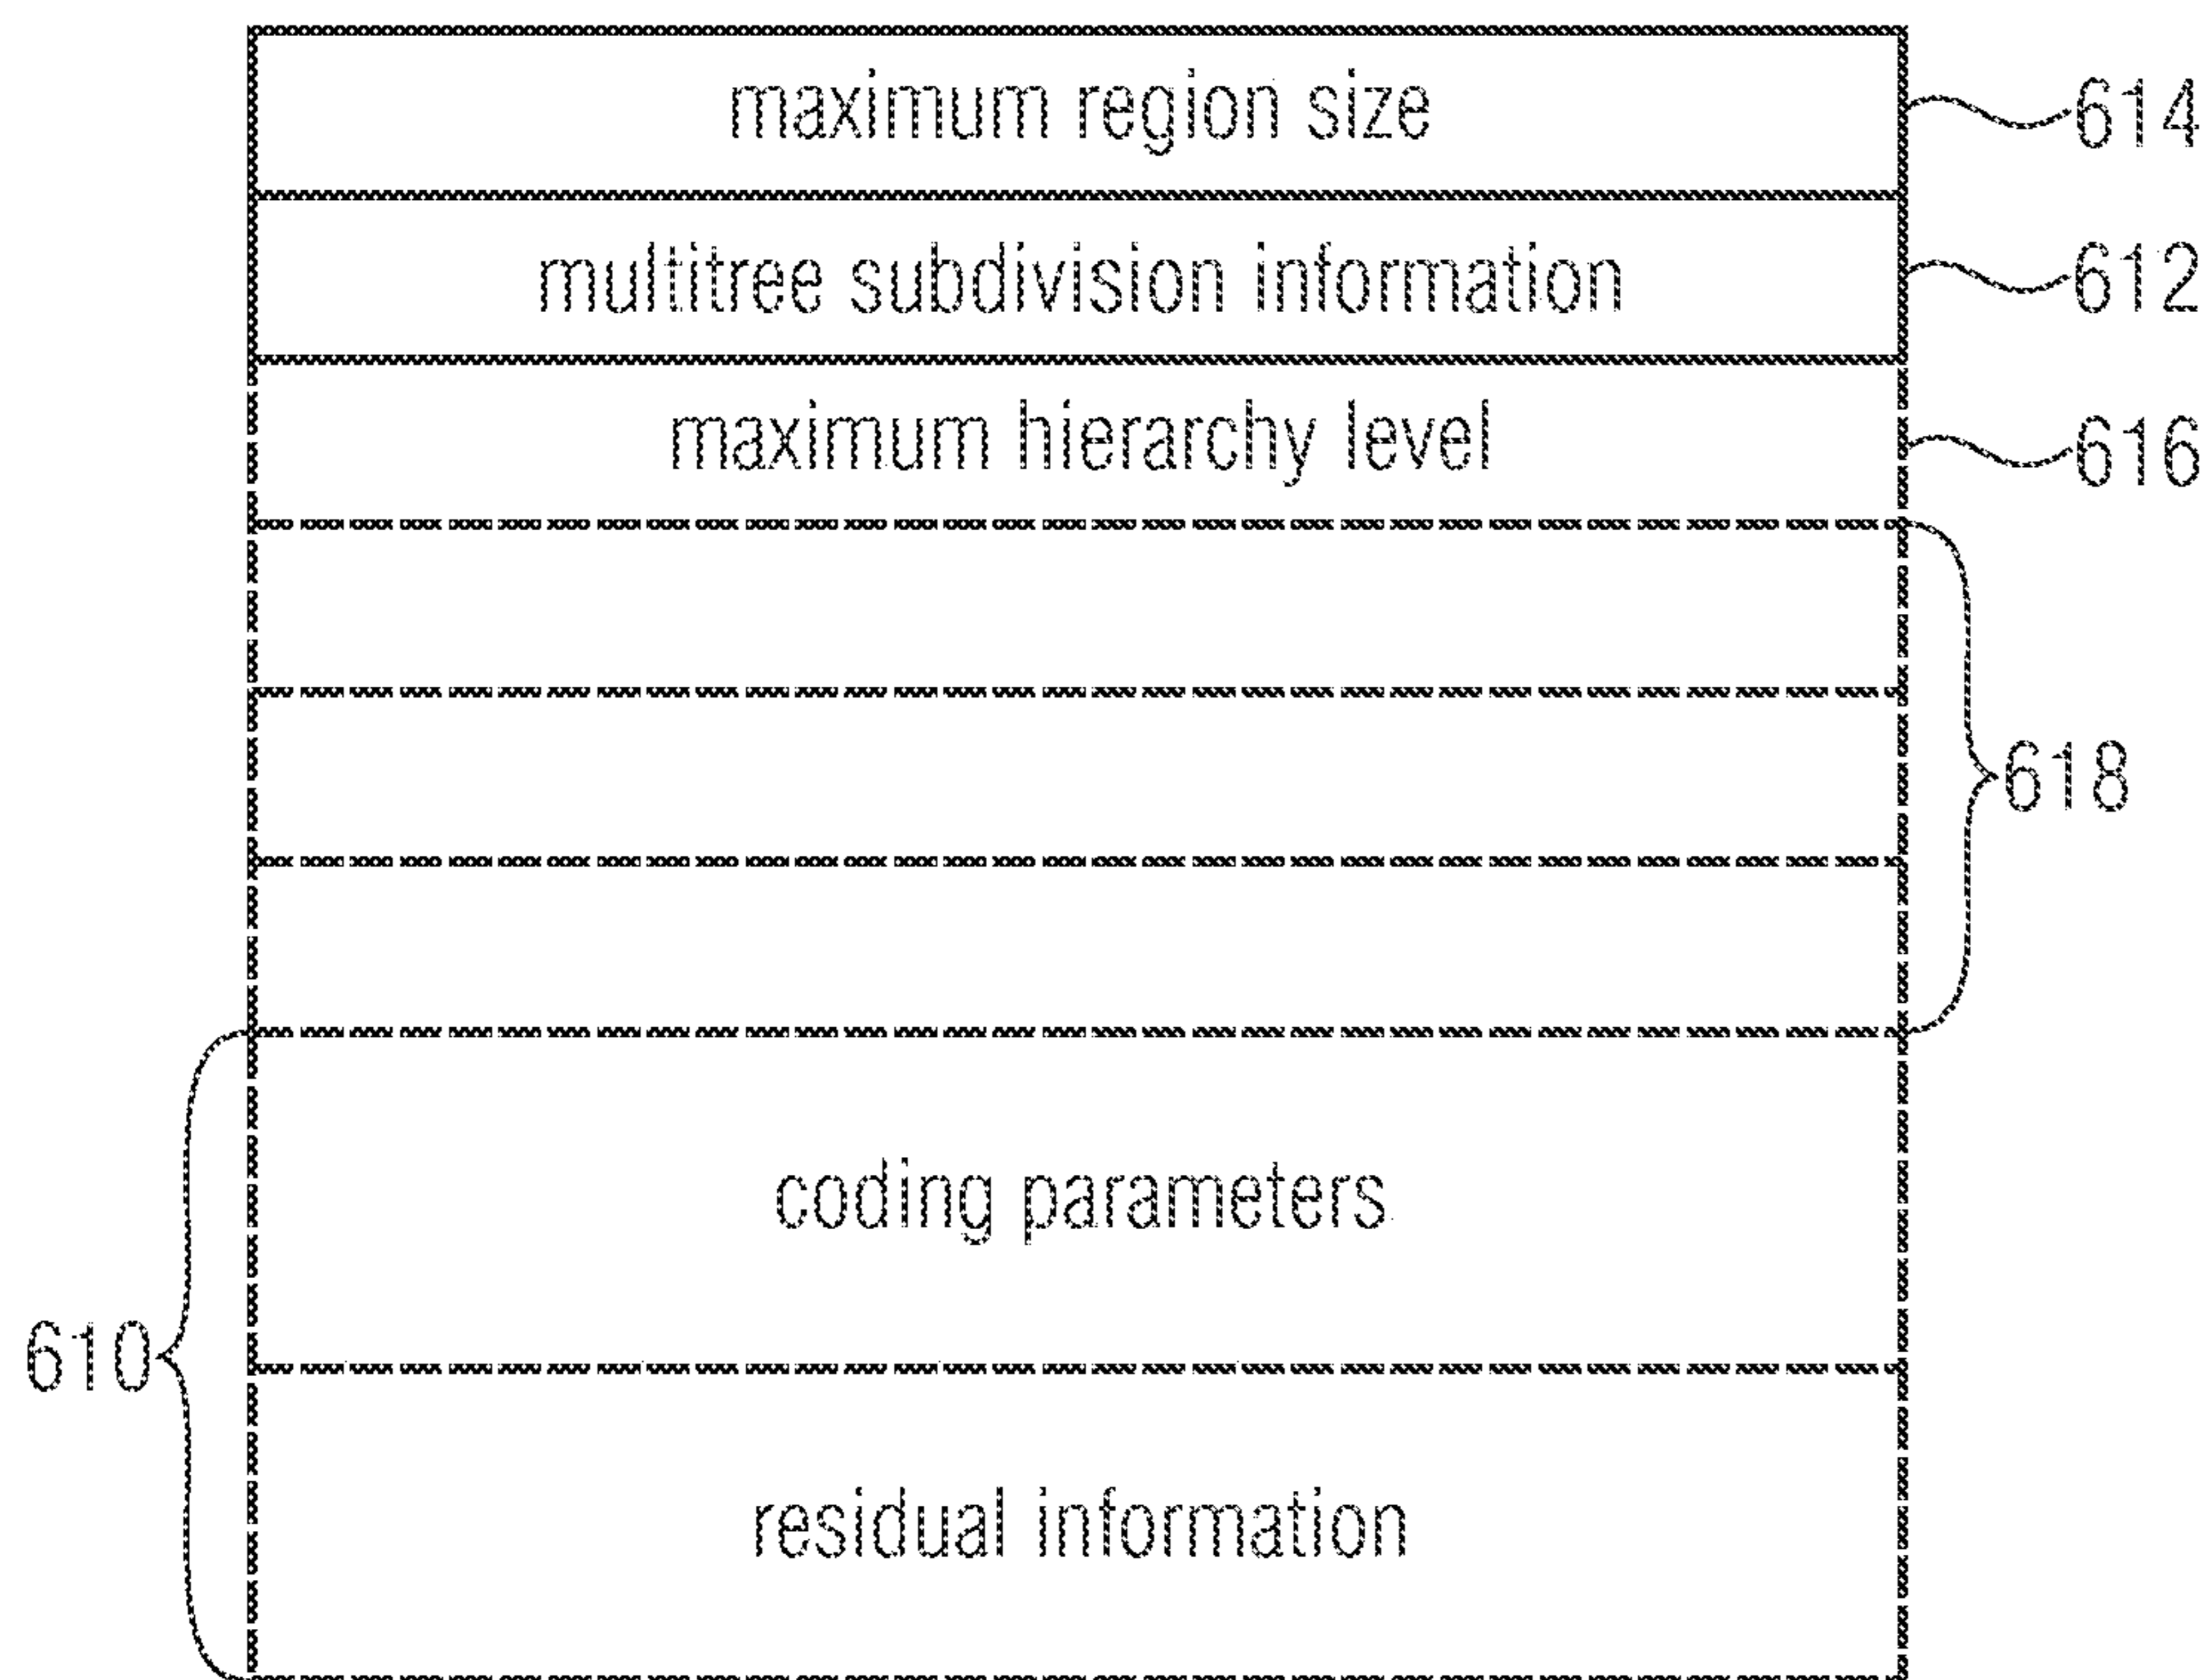 maximum region size 614
multitree subdivision information 612
maximum hierarchy level 616
618
coding parameters
610
residual information